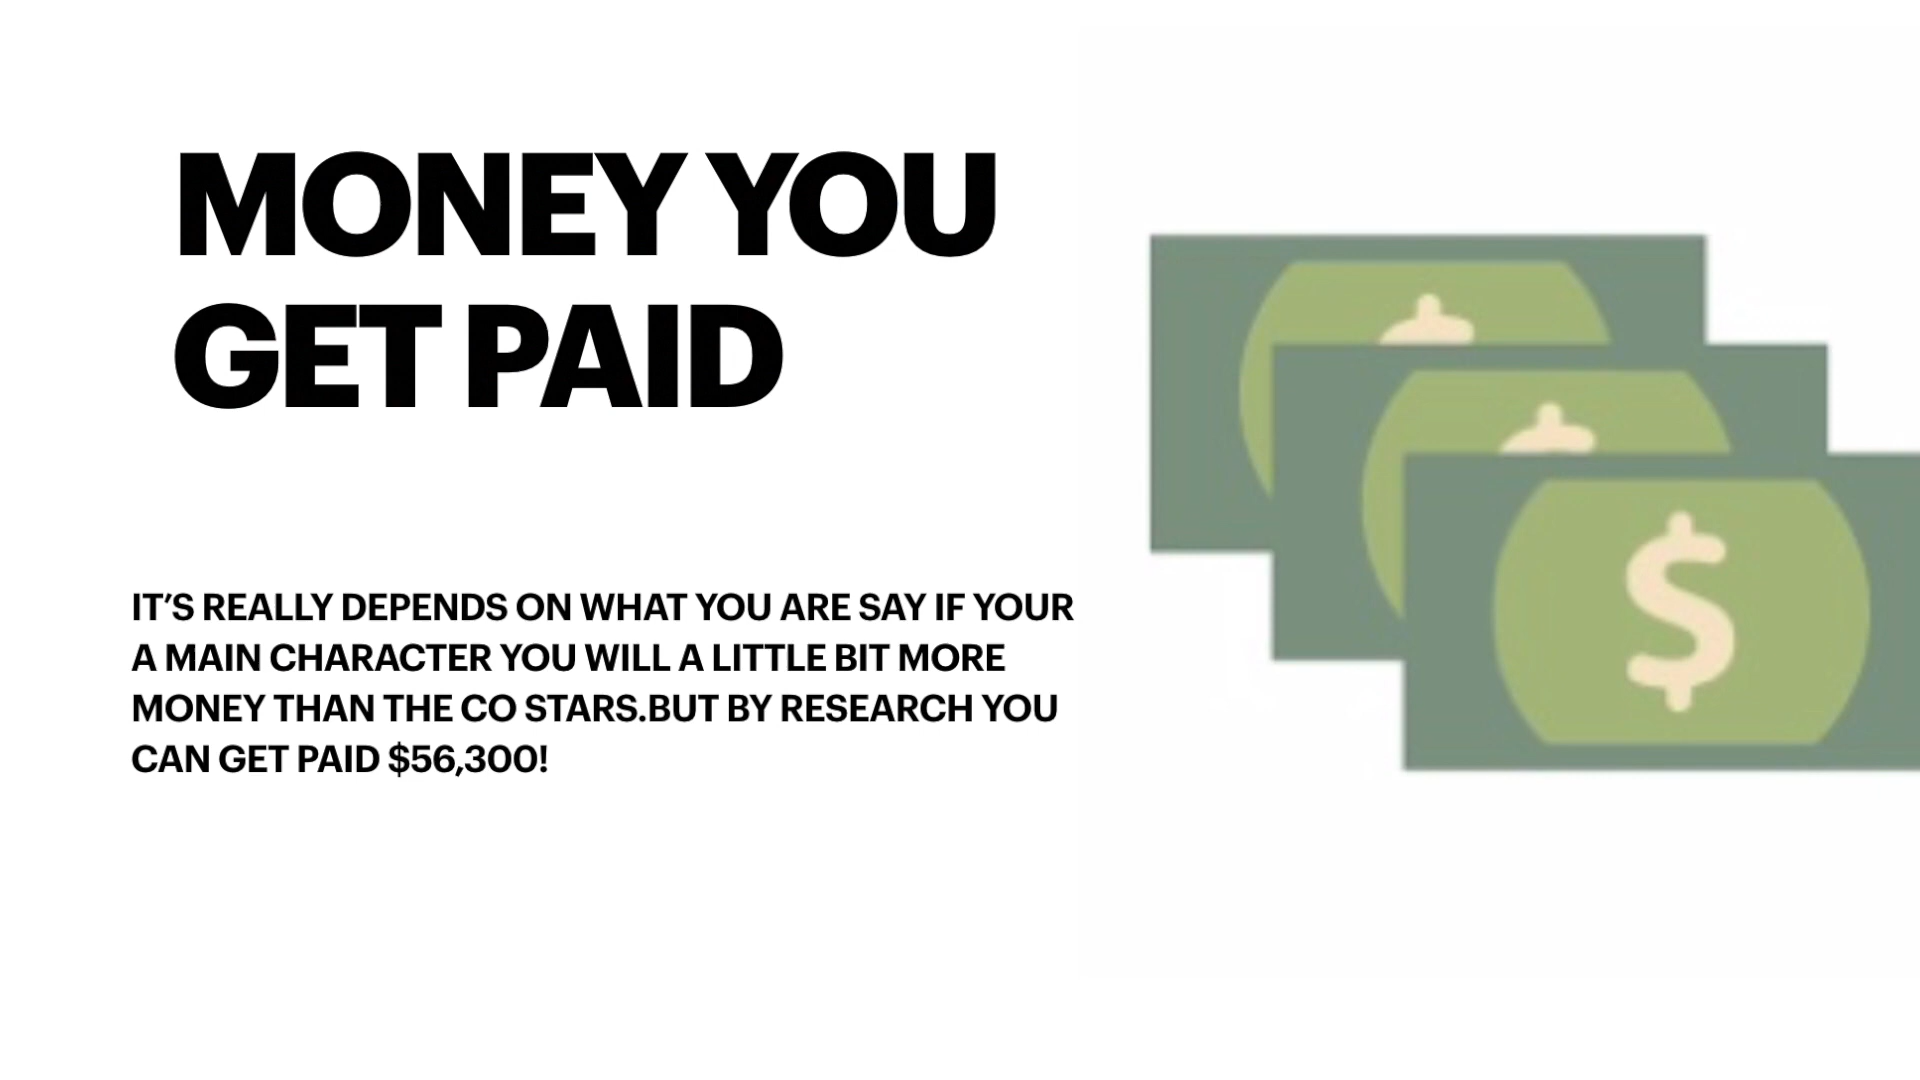 MONEY YOU
GET PAID
IT’S REALLY DEPENDS ON WHAT YOU ARE SAY IF YOUR
A MAIN CHARACTER YOU WILL A LITTLE BIT MORE
MONEY THAN THE CO STARS.BUT BY RESEARCH YOU
CAN GET PAID $56,300!
$